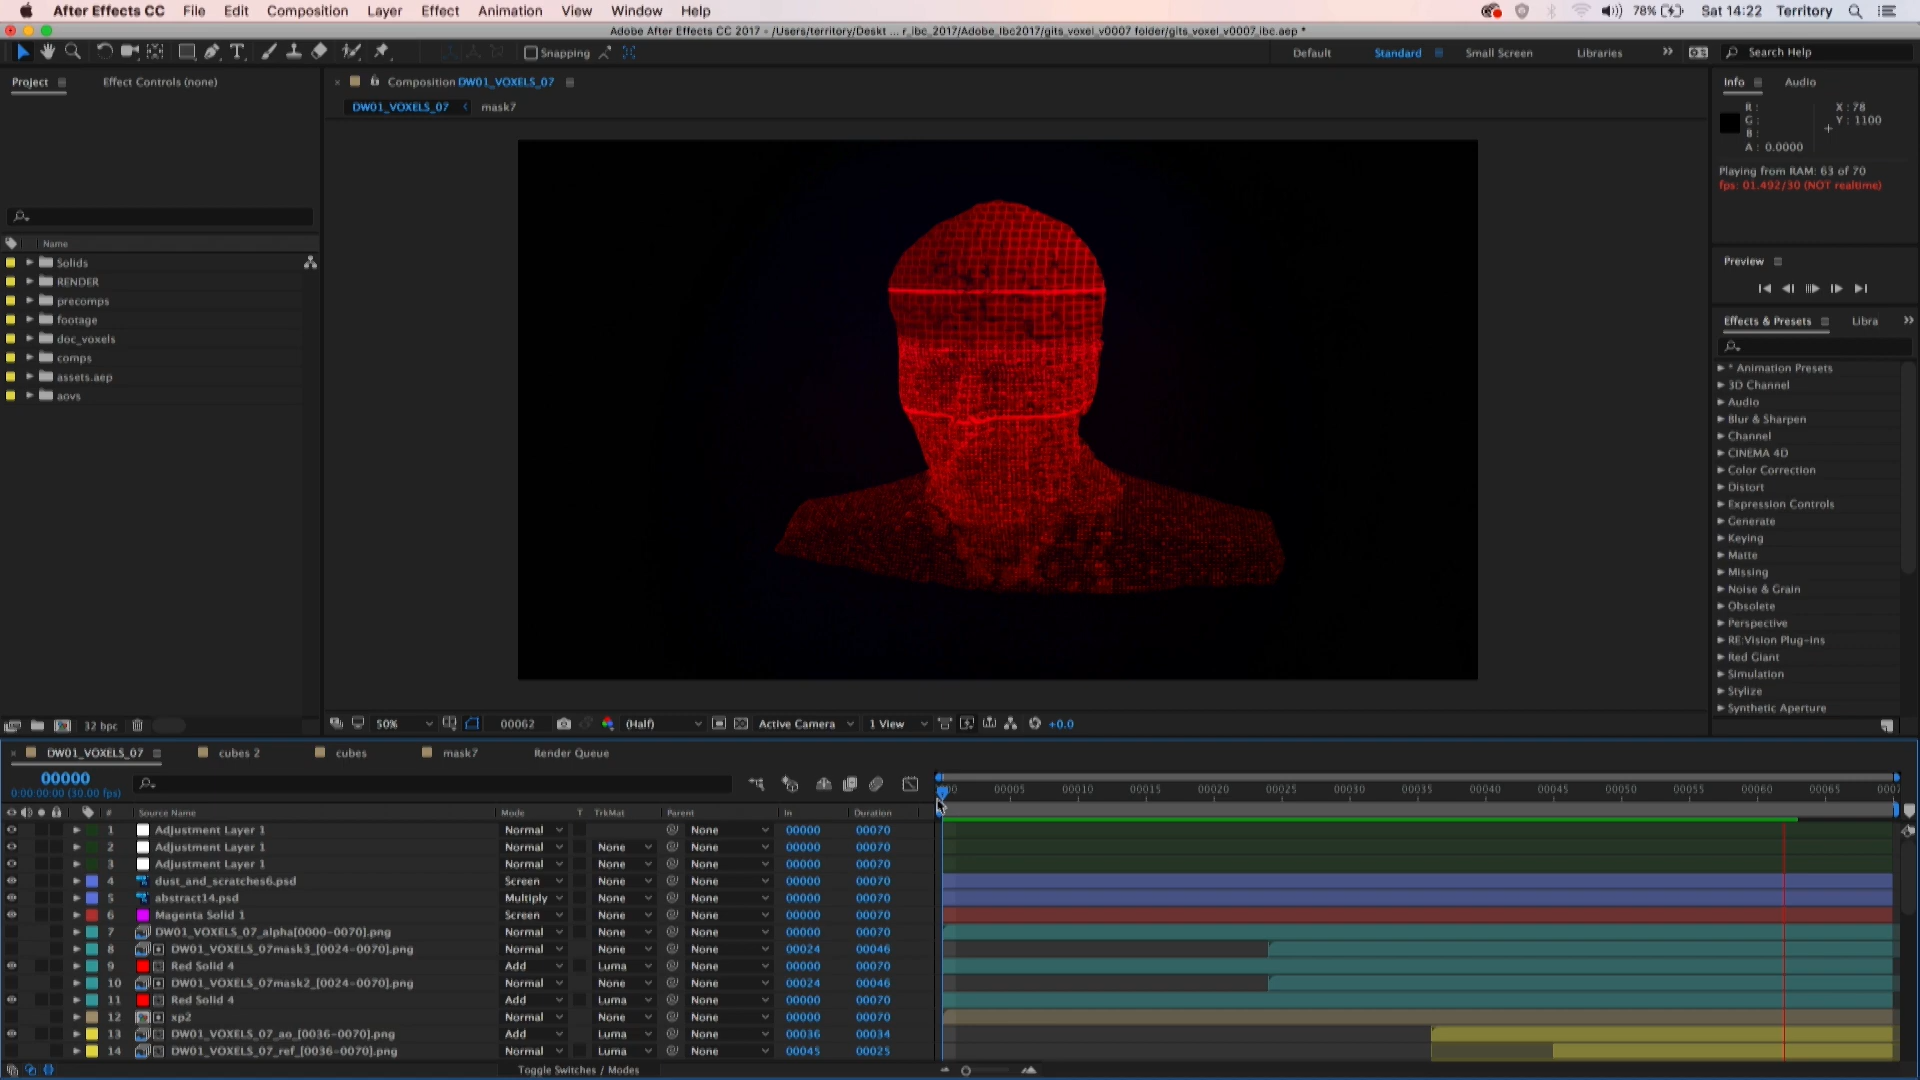 After Effects CC File Edit Composition Layer Effect Animation View Window Help 78% Sat 14:22 Territory
Adobe After Effects CC 2017 - /Users/territory/Deskt ... r_ibc_2017/Adobe_Ibc2017/gits_voxel_v0007 folder/gits_voxel_v0007_ibc.aep *
Snapping Default Standard Small Screen Libraries Search Help
Project Effect Controls (none) Composition DW01_VOXELS_07 Info Audio
DW01_VOXELS_07 mask7
R : X : 78
G : Y : 1100
B :
A : 0.0000
Playing from RAM: 63 of 70
fps: 01.492/30 (NOT realtime)
Name
Solids
RENDER
precomps
footage
doc_voxels
comps
assets.aep
aovs
Preview
Effects & Presets Libra
* Animation Presets
3D Channel
Audio
Blur & Sharpen
Channel
CINEMA 4D
Color Correction
Distort
Expression Controls
Generate
Keying
Matte
Missing
Noise & Grain
Obsolete
Perspective
RE:Vision Plug-ins
Red Giant
Simulation
Stylize
Synthetic Aperture
32 bpc 50% 00062 (Half) Active Camera 1 View +0.0
DW01_VOXELS_07 cubes 2 cubes mask7 Render Queue
00000
0:00:00:00 (30.00 fps)
00005 00010 00015 00020 00025 00030 00035 00040 00045 00050 00055 00060 00065 0007
# Source Name Mode T TrkMat Parent In Duration
1 Adjustment Layer 1 Normal None 00000 00070
2 Adjustment Layer 1 Normal None None 00000 00070
3 Adjustment Layer 1 Normal None None 00000 00070
4 dust_and_scratches6.psd Screen None None 00000 00070
5 abstract14.psd Multiply None None 00000 00070
6 Magenta Solid 1 Screen None None 00000 00070
7 DW01_VOXELS_07_alpha[0000-0070].png Normal None None 00000 00070
8 DW01_VOXELS_07mask3_[0024-0070].png Normal None None 00024 00046
9 Red Solid 4 Add Luma None 00000 00070
10 DW01_VOXELS_07mask2_[0024-0070].png Normal None None 00024 00046
11 Red Solid 4 Add Luma None 00000 00070
12 xp2 Normal None None 00000 00070
13 DW01_VOXELS_07_ao_[0036-0070].png Add Luma None 00036 00034
14 DW01_VOXELS_07_ref_[0036-0070].png Normal Luma None 00045 00025
Toggle Switches / Modes